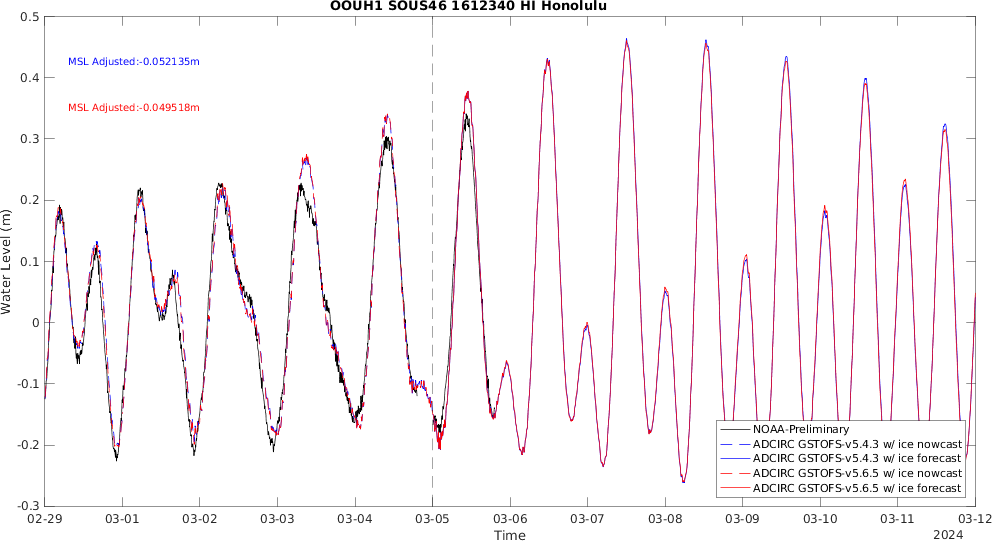 OOUH1 SOUS46 1612340 HI Honolulu
0.5
0.4
0.3
0.2
0.1
0
-0.1
-0.2
-0.3
Water Level (m)
MSL Adjusted:-0.052135m
MSL Adjusted:-0.049518m
NOAA-Preliminary
ADCIRC GSTOFS-v5.4.3 w/ ice nowcast
ADCIRC GSTOFS-v5.4.3 w/ ice forecast
ADCIRC GSTOFS-v5.6.5 w/ ice nowcast
ADCIRC GSTOFS-v5.6.5 w/ ice forecast
02-29 03-01 03-02 03-03 03-04 03-05 03-06 03-07 03-08 03-09 03-10 03-11 03-12
Time
2024